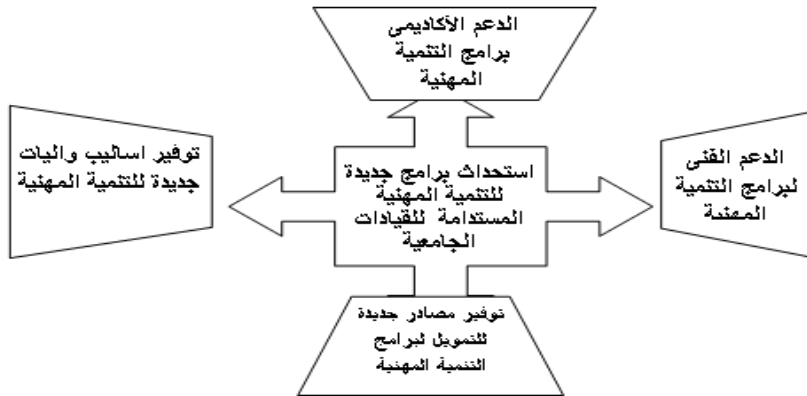 الدعم الأكاديمى
برامج التنمية
المهنية
الدعم الفنى
لبرامج التنمية
المهنية
استحداث برامج جديدة
للتنمية المهنية
المستدامة للقيادات
الجامعية
توفير اساليب واليات
جديدة للتنمية المهنية
توفير مصادر جديدة
للتمويل لبرامج
التنمية المهنية